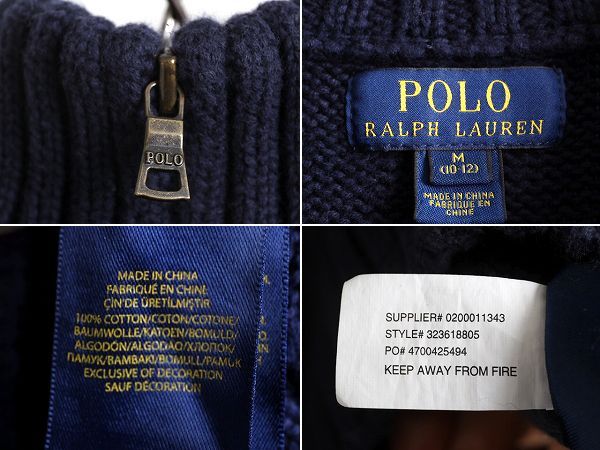 POLO
POLO
RALPH LAUREN
M
(10-12)
MADE IN CHINA
FABRIQUE EN
CHINE
MADE IN CHINA
FABRIQUÉ EN CHINE
ÇİN'DE ÜRETİLMİŞTİR
100% COTTON/COTON/COTONE/
BAUMWOLLE/KATOEN/BOMULD/
ALGODÓN/ALGODÃO/ХЛОПОК/
ПАМУК/BAMBAKI/BOMULL/PAMUK
EXCLUSIVE OF DECORATION
SAUF DÉCORATION
SUPPLIER# 0200011343
STYLE# 323618805
PO# 4700425494
KEEP AWAY FROM FIRE